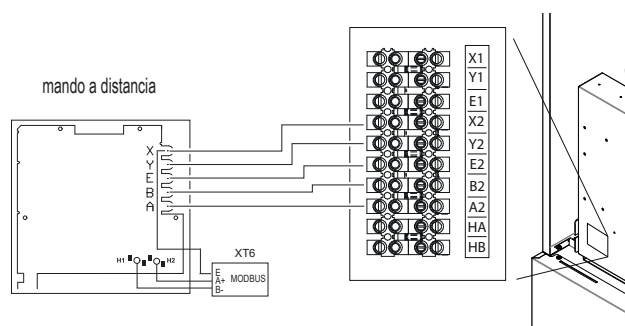 mando a distancia
X
Y
E
B
A
H1
H2
XT6
E
A+
B-
MODBUS
X1
Y1
E1
X2
Y2
E2
B2
A2
HA
HB